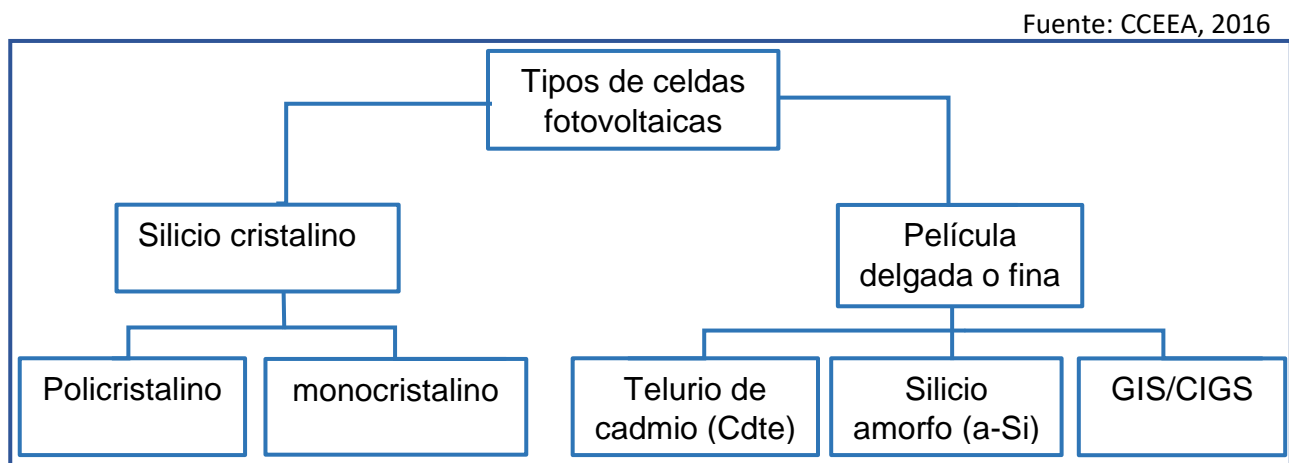 Fuente: CCEEA, 2016
Tipos de celdas
fotovoltaicas
Silicio cristalino
Película
delgada o fina
Policristalino
monocristalino
Telurio de
cadmio (Cdte)
Silicio
amorfo (a-Si)
GIS/CIGS